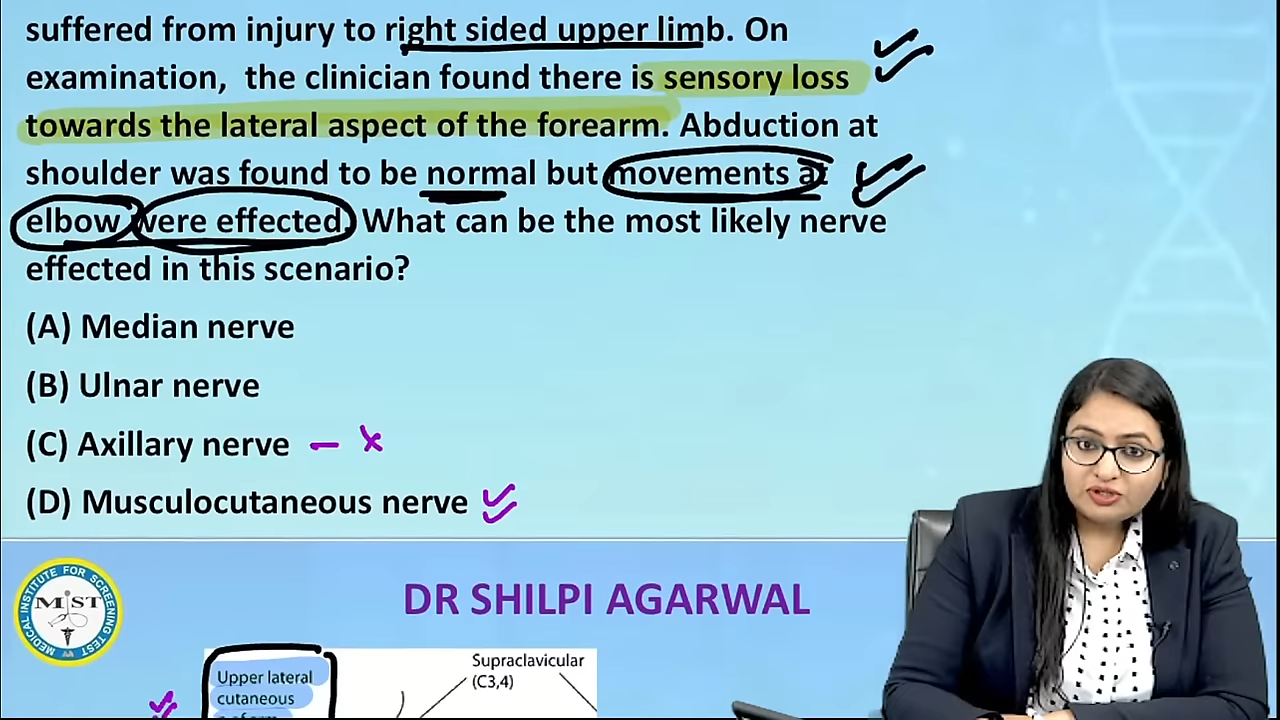 suffered from injury to right sided upper limb. On
examination, the clinician found there is sensory loss
towards the lateral aspect of the forearm. Abduction at
shoulder was found to be normal but movements at
elbow were effected. What can be the most likely nerve
effected in this scenario?
(A) Median nerve
(B) Ulnar nerve
(C) Axillary nerve
(D) Musculocutaneous nerve
MEDICAL INSTITUTE FOR SCREENING TEST
MIST
DR SHILPI AGARWAL
Upper lateral
cutaneous
Supraclavicular
(C3,4)